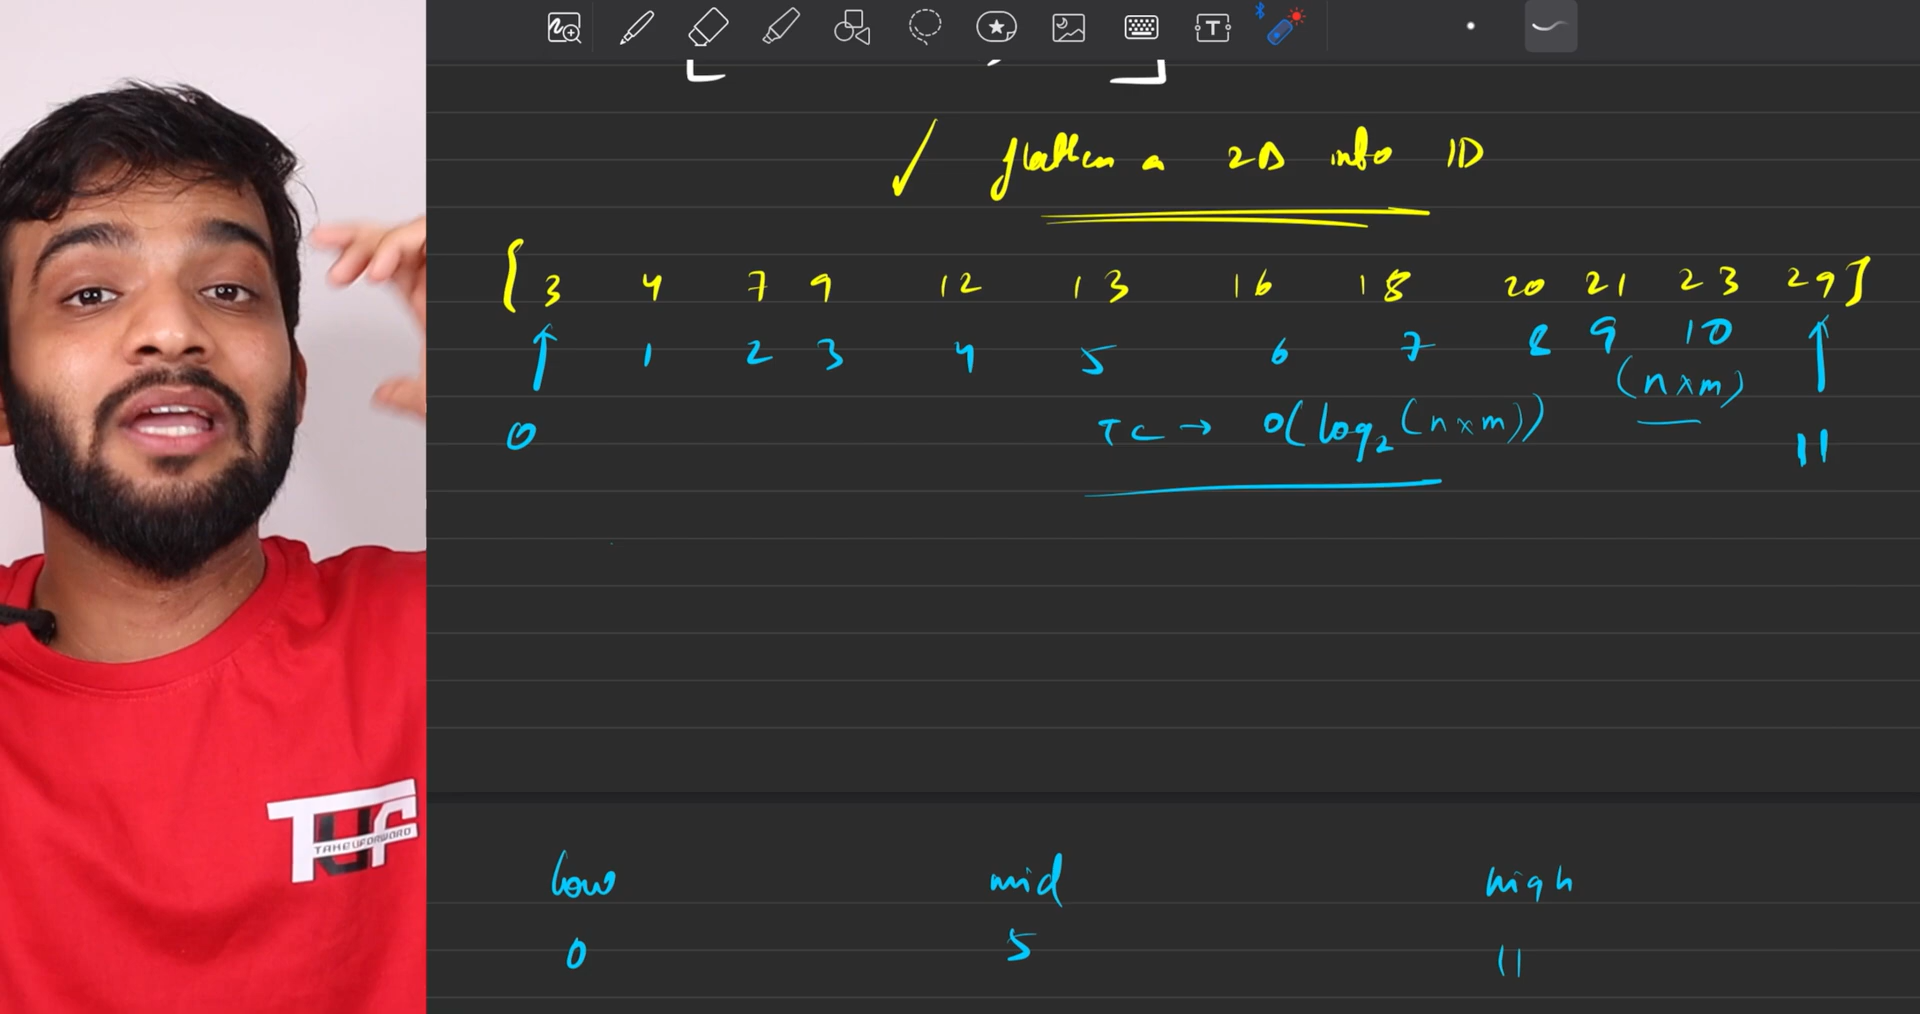 flatten a 2D into 1D
[ 3 4 7 9 12 13 16 18 20 21 23 29 ]
1 2 3 4 5 6 7 8 9 10
(n x m)
0 TC → O(log₂(n x m)) 11
low mid high
0 5 11
TUF
TAKEUFORWARD
T